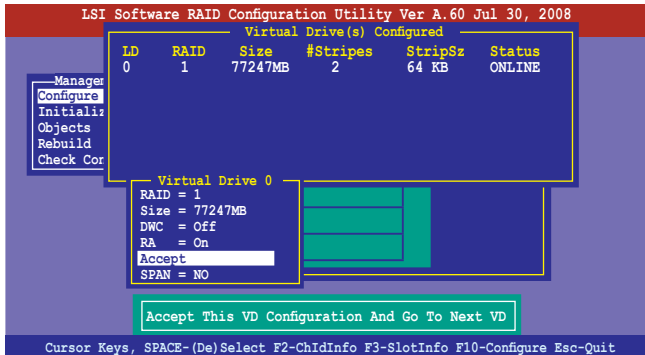 LSI Software RAID Configuration Utility Ver A.60 Jul 30, 2008
Virtual Drive(s) Configured
LD RAID Size #Stripes StripSz Status
0 1 77247MB 2 64 KB ONLINE
Configure
Objects
Rebuild
Check
Virtual Drive 0
RAID = 1
Size = 77247MB
DWC = Off
RA = On
Accept
SPAN = NO
Accept This VD Configuration And Go To Next VD
Cursor Keys, SPACE-(De)Select F2-ChIdInfo F3-SlotInfo F10-Configure Esc-Quit